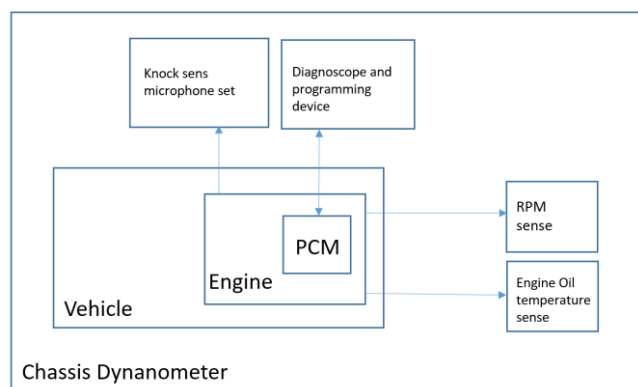 Knock sens
microphone set
Diagnoscope and
programming
device
RPM
sense
PCM
Engine
Engine Oil
temperature
sense
Vehicle
Chassis Dynanometer